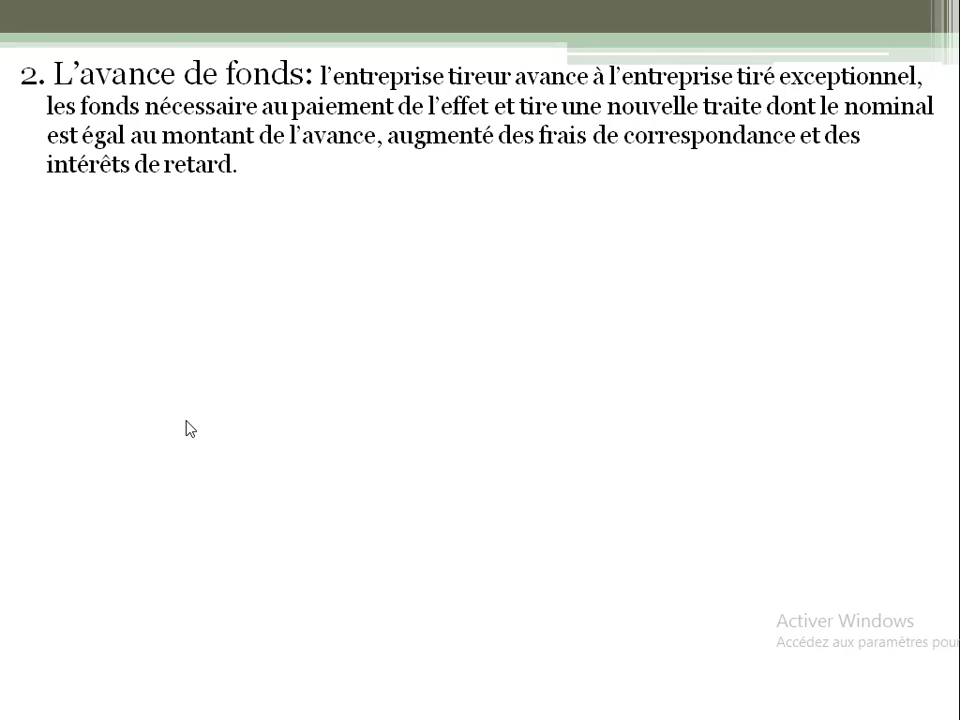 2. L’avance de fonds: l’entreprise tireur avance à l’entreprise tiré exceptionnel,
les fonds nécessaire au paiement de l’effet et tire une nouvelle traite dont le nominal
est égal au montant de l’avance, augmenté des frais de correspondance et des
intérêts de retard.
Activer Windows
Accédez aux paramètres pour